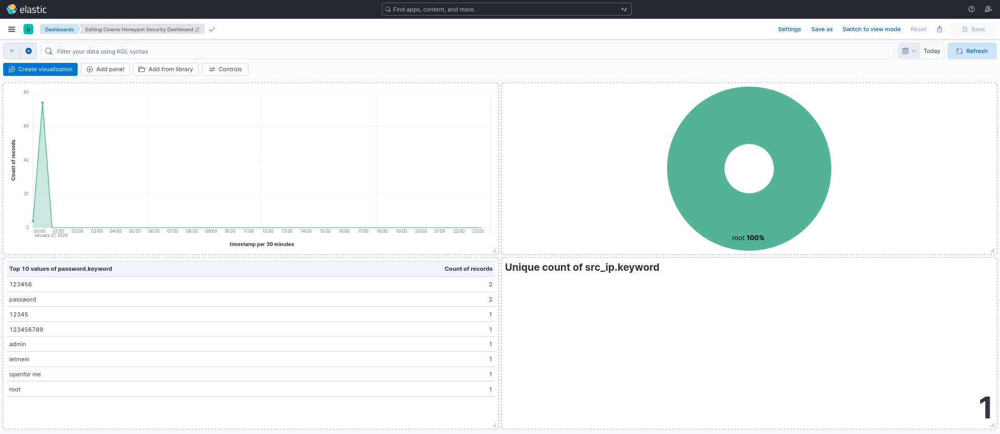 elastic
Find apps, content, and more.
^/
D
Dashboards
Editing Cowrie Honeypot Security Dashboard
Settings
Save as
Switch to view mode
Reset
Save
Filter your data using KQL syntax
Today
Refresh
Create visualization
Add panel
Add from library
Controls
80
60
40
20
0
Count of records
00:00 01:00 02:00 03:00 04:00 05:00 06:00 07:00 08:00 09:00 10:00 11:00 12:00 13:00 14:00 15:00 16:00 17:00 18:00 19:00 20:00 21:00 22:00 23:00
January 27, 2026
timestamp per 30 minutes
root 100%
Top 10 values of password.keyword Count of records
123456 2
password 2
12345 1
123456789 1
admin 1
letmein 1
openfor me 1
root 1
Unique count of src_ip.keyword
1